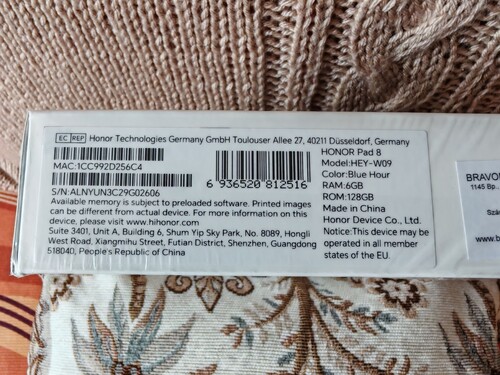 EC REP Honor Technologies Germany GmbH Toulouser Allee 27, 40211 Düsseldorf, Germany
MAC:1CC992D256C4
S/N:ALNYUN3C29G02606
6 936520 812516
HONOR Pad 8
Model:HEY-W09
Color:Blue Hour
RAM:6GB
ROM:128GB
Made in China
Honor Device Co., Ltd.
Notice:This device may be
operated in all member
states of the EU.
Available memory is subject to preloaded software. Printed images
can be different from actual device. For more information on this
device, please visit www.hihonor.com.
Suite 3401, Unit A, Building 6, Shum Yip Sky Park, No. 8089, Hongli
West Road, Xiangmihu Street, Futian District, Shenzhen, Guangdong
518040, People's Republic of China
BRAVO
1145 Bp.